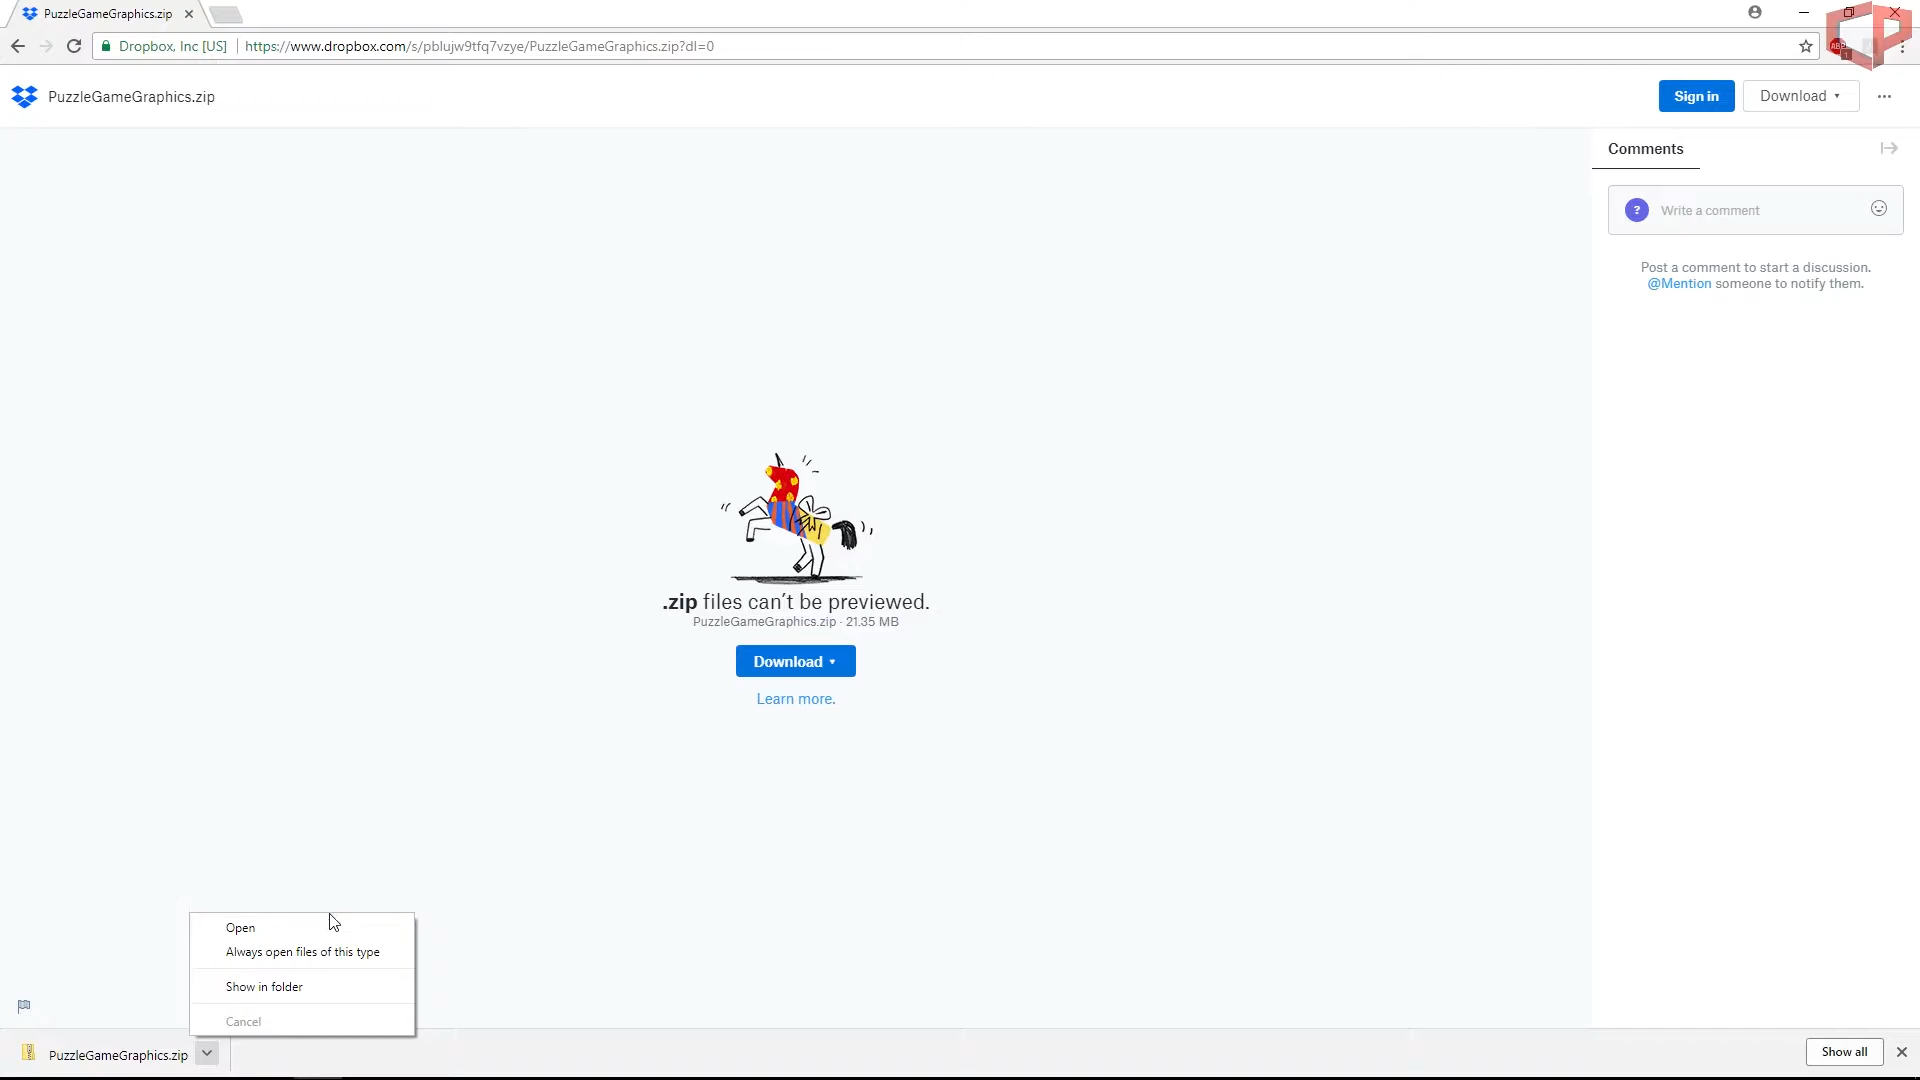 PuzzleGameGraphics.zip
Dropbox, Inc [US] https://www.dropbox.com/s/pblujw9tfq7vzye/PuzzleGameGraphics.zip?dl=0
ABP
1
CP
PuzzleGameGraphics.zip
Sign in
Download
Comments
?
Write a comment
Post a comment to start a discussion.
@Mention someone to notify them.
.zip files can't be previewed.
PuzzleGameGraphics.zip · 21.35 MB
Download
Learn more.
Open
Always open files of this type
Show in folder
Cancel
PuzzleGameGraphics.zip
Show all